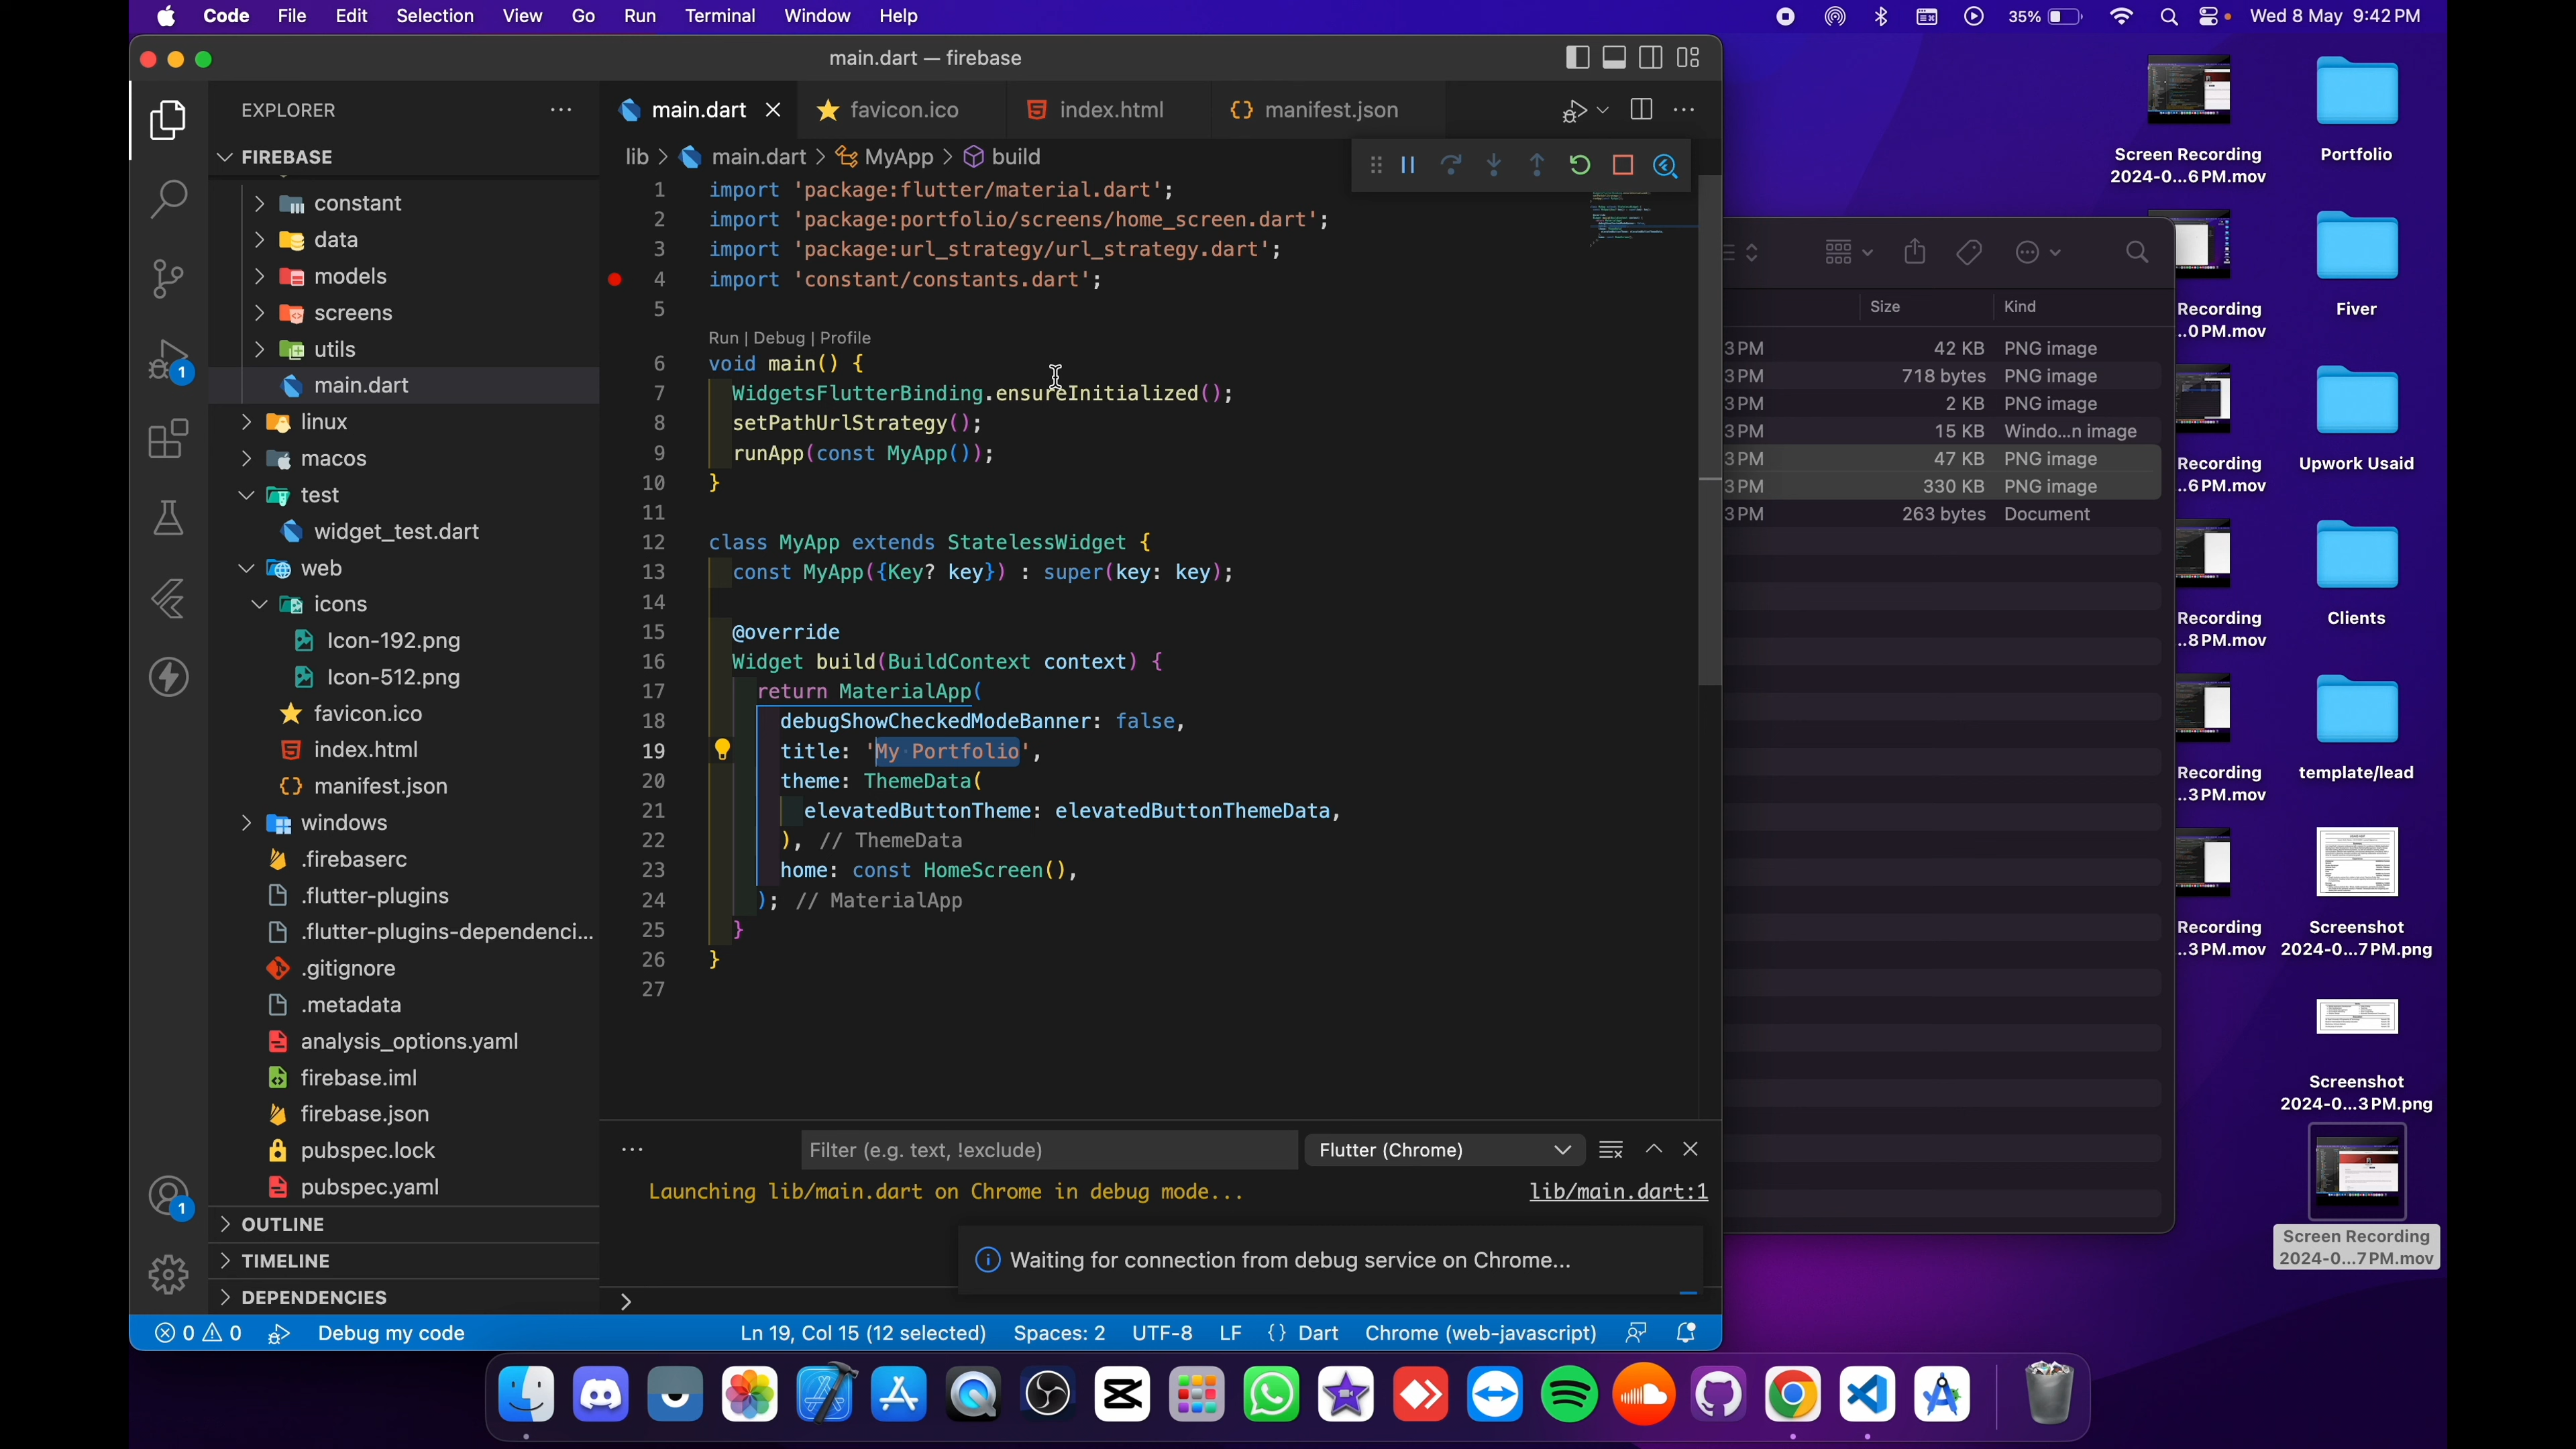 Code File Edit Selection View Go Run Terminal Window Help
35% Wed 8 May 9:42 PM
main.dart — firebase
EXPLORER
FIREBASE
constant
data
models
screens
utils
main.dart
linux
macos
test
widget_test.dart
web
icons
Icon-192.png
Icon-512.png
favicon.ico
index.html
manifest.json
windows
.firebaserc
.flutter-plugins
.flutter-plugins-dependenci...
.gitignore
.metadata
analysis_options.yaml
firebase.iml
firebase.json
pubspec.lock
pubspec.yaml
OUTLINE
TIMELINE
DEPENDENCIES
1
1
main.dart favicon.ico index.html manifest.json
lib > main.dart > MyApp > build
1 import 'package:flutter/material.dart';
2 import 'package:portfolio/screens/home_screen.dart';
3 import 'package:url_strategy/url_strategy.dart';
4 import 'constant/constants.dart';
5
Run | Debug | Profile
6 void main() {
7 WidgetsFlutterBinding.ensureInitialized();
8 setPathUrlStrategy();
9 runApp(const MyApp());
10 }
11
12 class MyApp extends StatelessWidget {
13 const MyApp({Key? key}) : super(key: key);
14
15 @override
16 Widget build(BuildContext context) {
17 return MaterialApp(
18 debugShowCheckedModeBanner: false,
19 title: 'My Portfolio',
20 theme: ThemeData(
21 elevatedButtonTheme: elevatedButtonThemeData,
22 ), // ThemeData
23 home: const HomeScreen(),
24 ); // MaterialApp
25 }
26 }
27
Filter (e.g. text, !exclude) Flutter (Chrome)
Launching lib/main.dart on Chrome in debug mode... lib/main.dart:1
Waiting for connection from debug service on Chrome...
0 0 Debug my code Ln 19, Col 15 (12 selected) Spaces: 2 UTF-8 LF {} Dart Chrome (web-javascript)
Size Kind
3 PM 42 KB PNG image
3 PM 718 bytes PNG image
3 PM 2 KB PNG image
3 PM 15 KB Windo...n image
3 PM 47 KB PNG image
3 PM 330 KB PNG image
3 PM 263 bytes Document
Screen Recording
2024-0...6 PM.mov
Portfolio
Recording
..0 PM.mov
Fiver
Recording
..6 PM.mov
Upwork Usaid
Recording
..8 PM.mov
Clients
Recording
..3 PM.mov
template/lead
Recording
..3 PM.mov
Screenshot
2024-0...7 PM.png
Screenshot
2024-0...3 PM.png
Screen Recording
2024-0...7 PM.mov